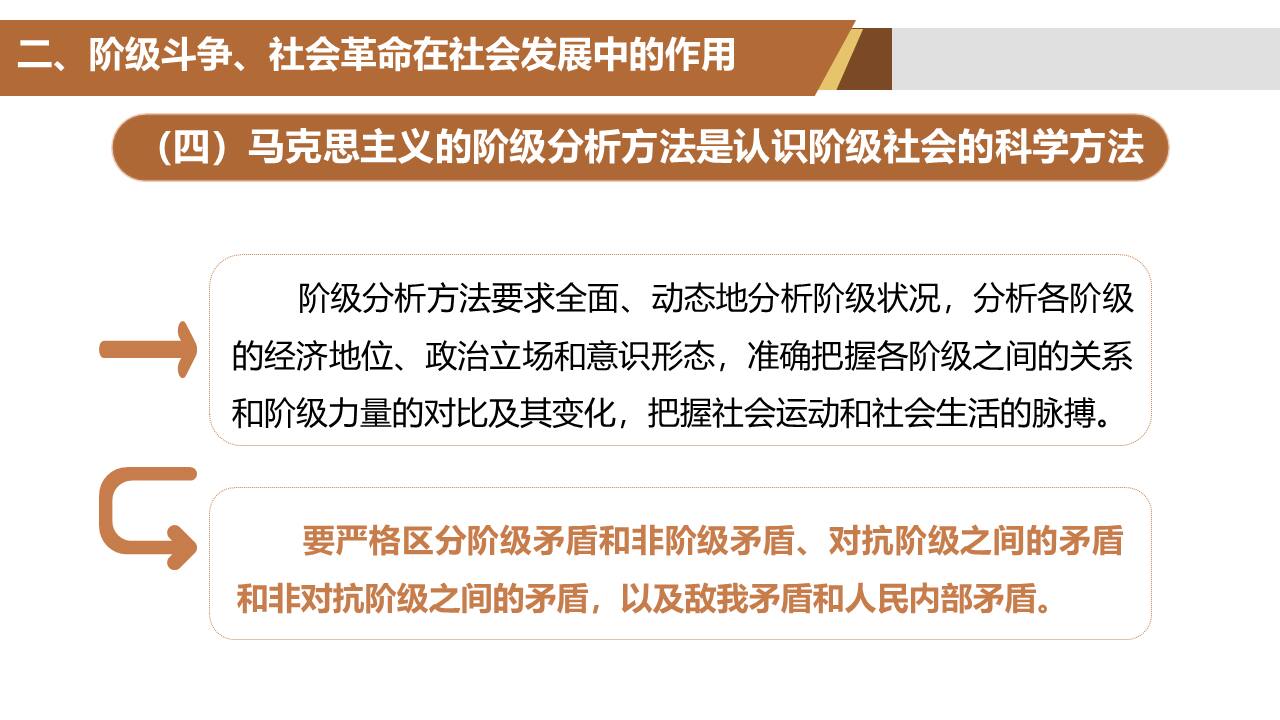 二、阶级斗争、社会革命在社会发展中的作用
（四）马克思主义的阶级分析方法是认识阶级社会的科学方法
阶级分析方法要求全面、动态地分析阶级状况，分析各阶级
的经济地位、政治立场和意识形态，准确把握各阶级之间的关系
和阶级力量的对比及其变化，把握社会运动和社会生活的脉搏。
要严格区分阶级矛盾和非阶级矛盾、对抗阶级之间的矛盾
和非对抗阶级之间的矛盾，以及敌我矛盾和人民内部矛盾。